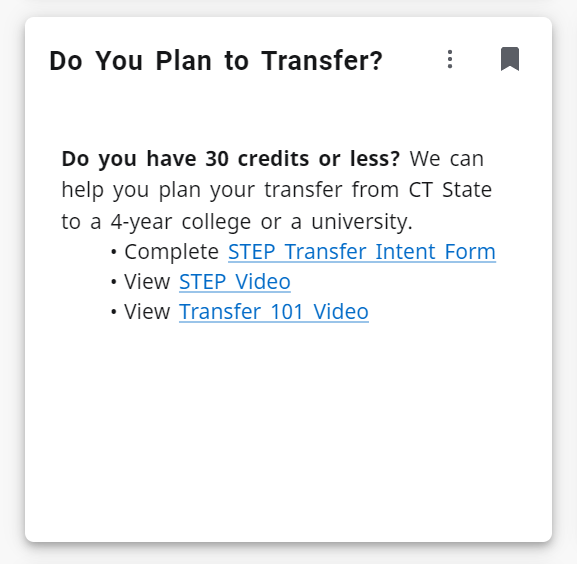 Do You Plan to Transfer?
Do you have 30 credits or less? We can
help you plan your transfer from CT State
to a 4-year college or a university.
• Complete STEP Transfer Intent Form
• View STEP Video
• View Transfer 101 Video